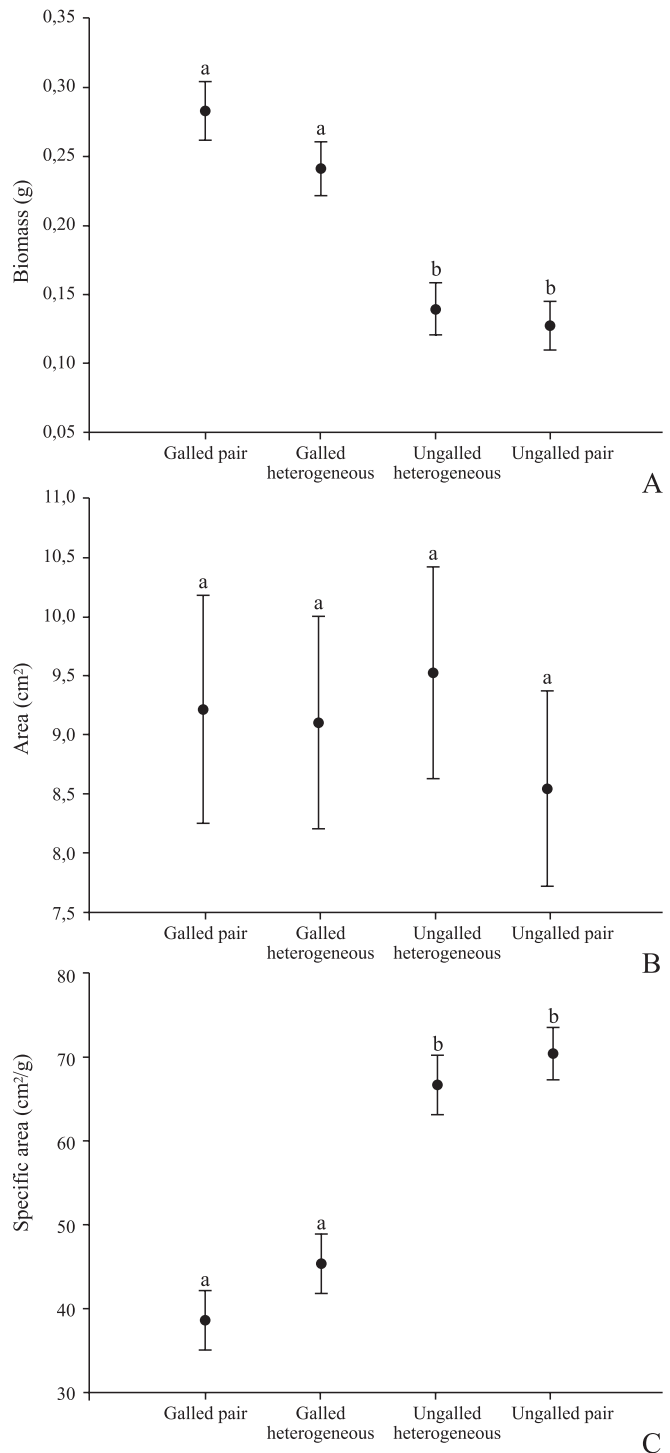 0,35
0,30
0,25
0,20
0,15
0,10
0,05
Biomass (g)
a
a
b
b
Galled pair
Galled
heterogeneous
Ungalled
heterogeneous
Ungalled pair
A
11,0
10,5
10,0
9,5
9,0
8,5
8,0
7,5
Area (cm²)
a
a
a
a
Galled pair
Galled
heterogeneous
Ungalled
heterogeneous
Ungalled pair
B
80
70
60
50
40
30
Specific area (cm²/g)
a
a
b
b
Galled pair
Galled
heterogeneous
Ungalled
heterogeneous
Ungalled pair
C